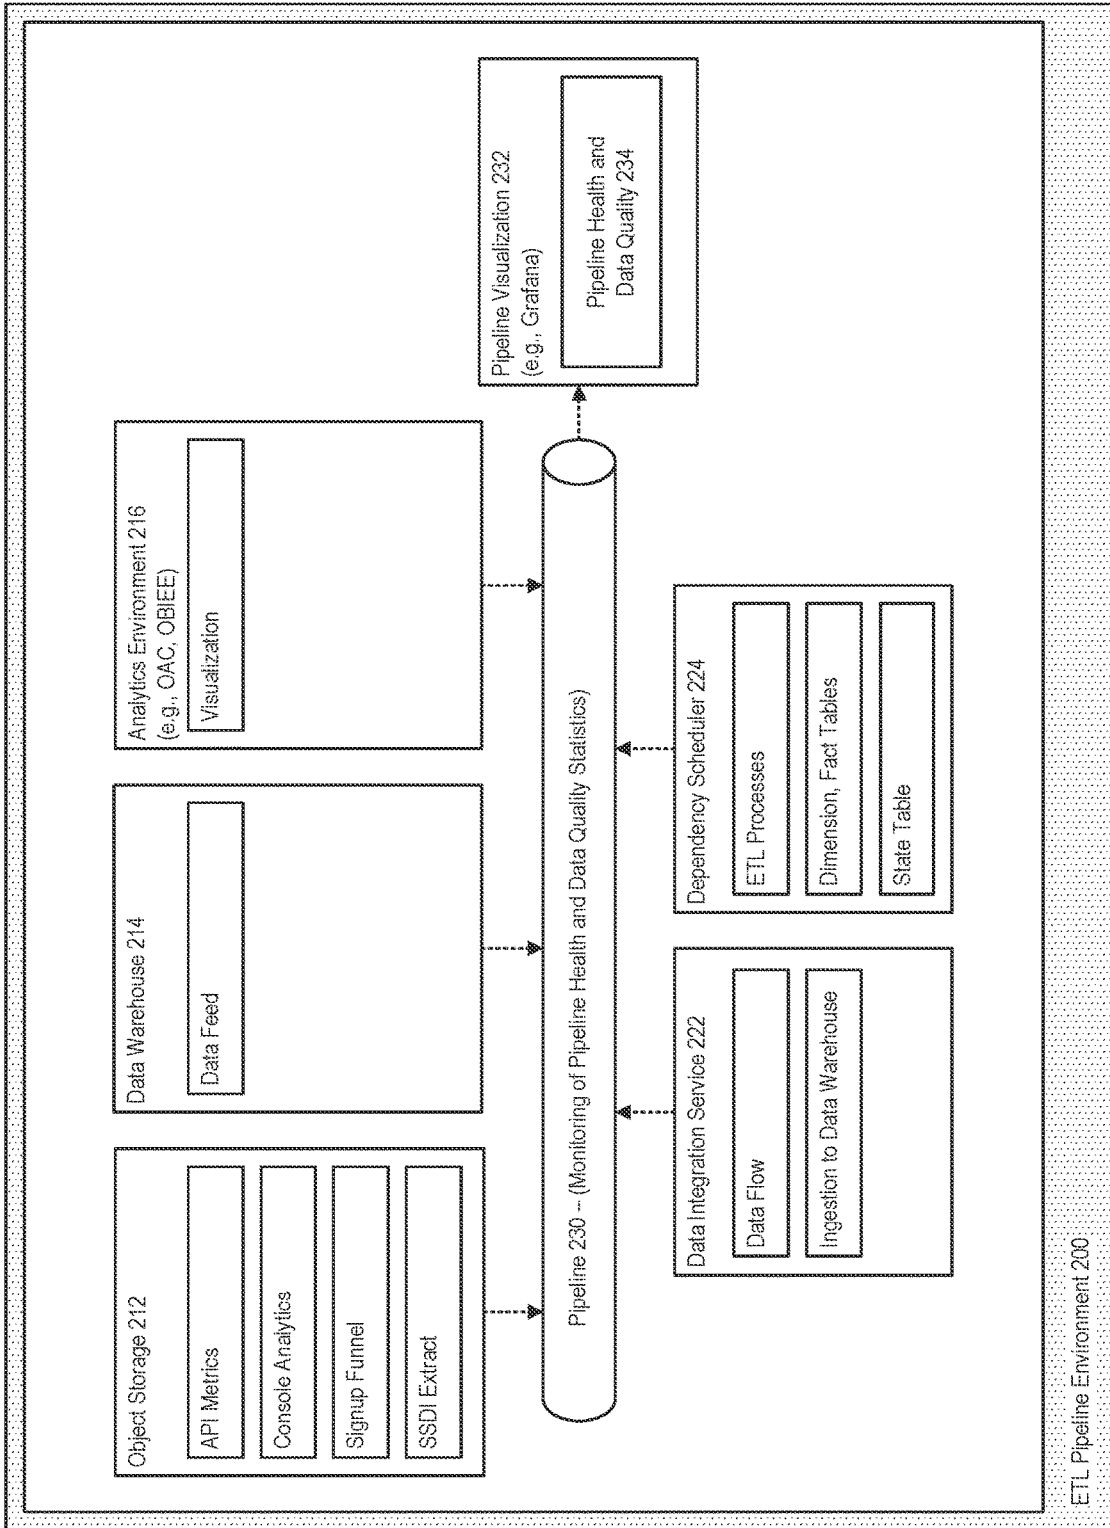 Object Storage 212
API Metrics
Console Analytics
Signup Funnel
SSDI Extract
Data Warehouse 214
Data Feed
Analytics Environment 216
(e.g., OAC, OBIEE)
Visualization
Pipeline 230 -- (Monitoring of Pipeline Health and Data Quality Statistics)
Pipeline Visualization 232
(e.g., Grafana)
Pipeline Health and
Data Quality 234
Data Integration Service 222
Data Flow
Ingestion to Data Warehouse
Dependency Scheduler 224
ETL Processes
Dimension, Fact Tables
State Table
ETL Pipeline Environment 200